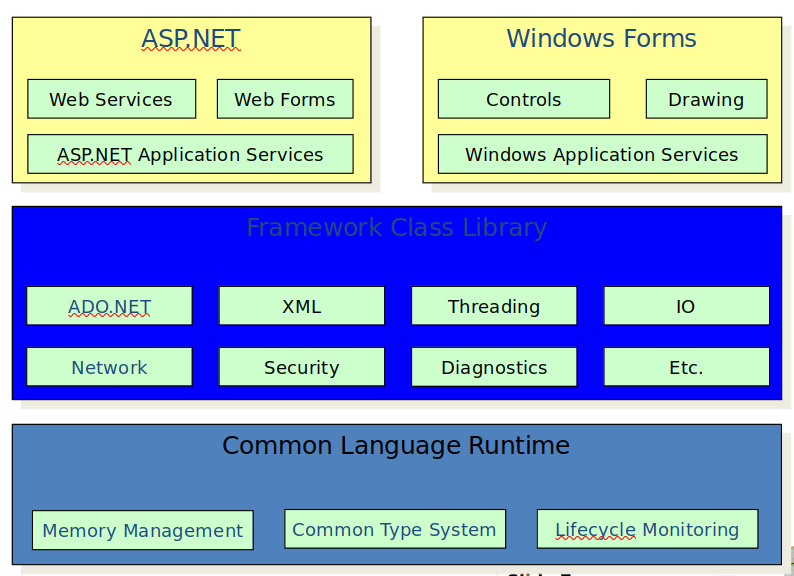 ASP.NET
Web Services
Web Forms
ASP.NET Application Services
Windows Forms
Controls
Drawing
Windows Application Services
Framework Class Library
ADO.NET
XML
Threading
IO
Network
Security
Diagnostics
Etc.
Common Language Runtime
Memory Management
Common Type System
Lifecycle Monitoring